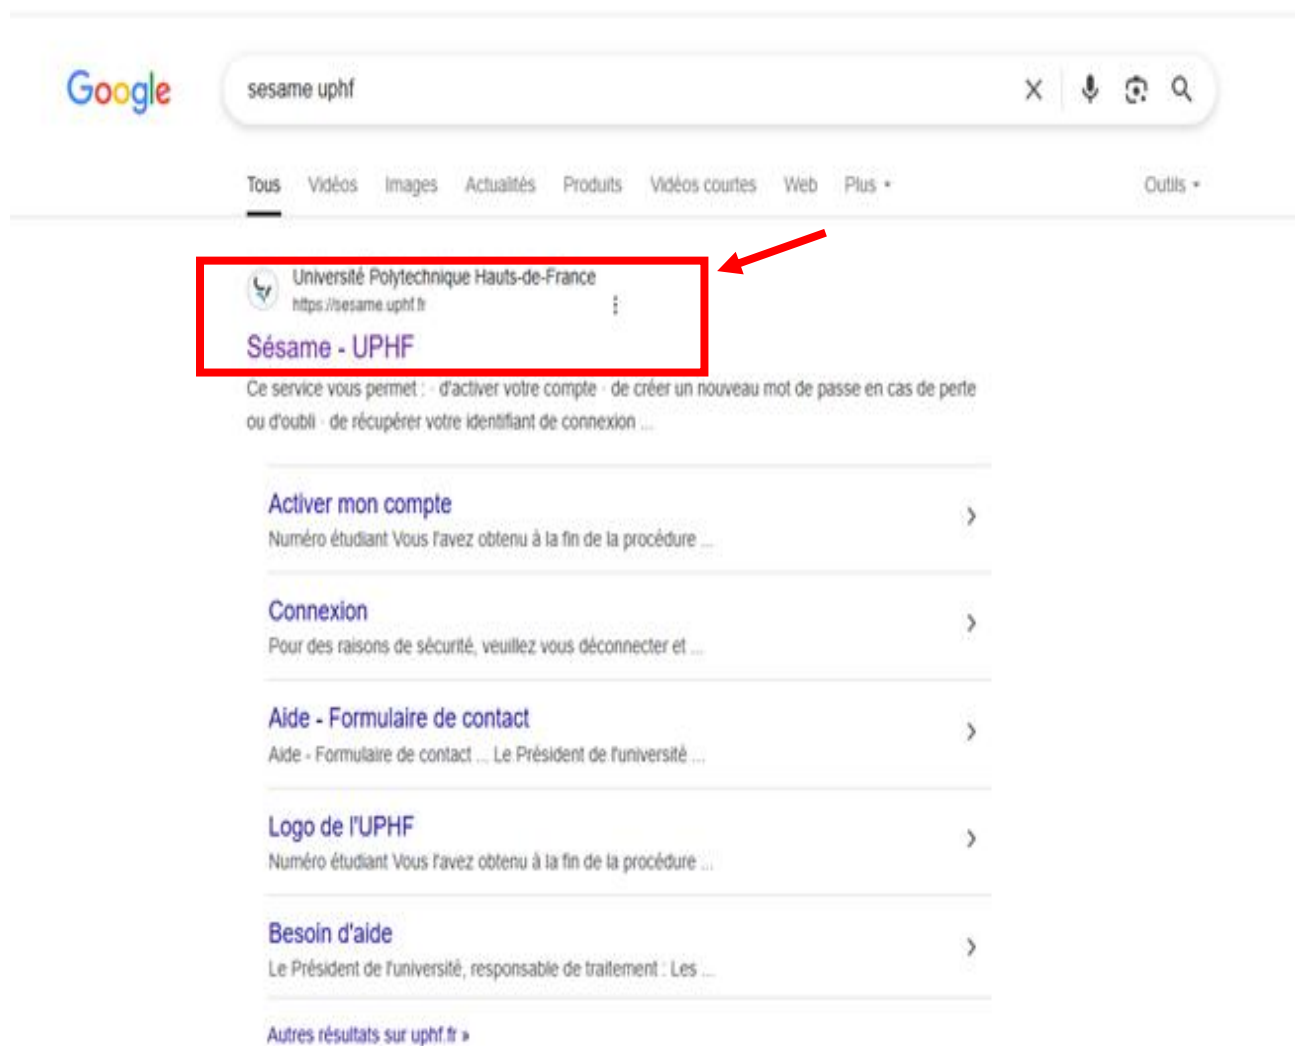 Google
sesame uphf
Tous Vidéos Images Actualités Produits Vidéos courtes Web Plus Outils
Université Polytechnique Hauts-de-France
https://sesame.uphf.fr
Sésame - UPHF
Ce service vous permet : · d'activer votre compte · de créer un nouveau mot de passe en cas de perte
ou d'oubli · de récupérer votre identifiant de connexion ...
Activer mon compte
Numéro étudiant Vous l'avez obtenu à la fin de la procédure ...
Connexion
Pour des raisons de sécurité, veuillez vous déconnecter et ...
Aide - Formulaire de contact
Aide - Formulaire de contact ... Le Président de l'université ...
Logo de l'UPHF
Numéro étudiant Vous l'avez obtenu à la fin de la procédure ...
Besoin d'aide
Le Président de l'université, responsable de traitement : Les ...
Autres résultats sur uphf.fr »